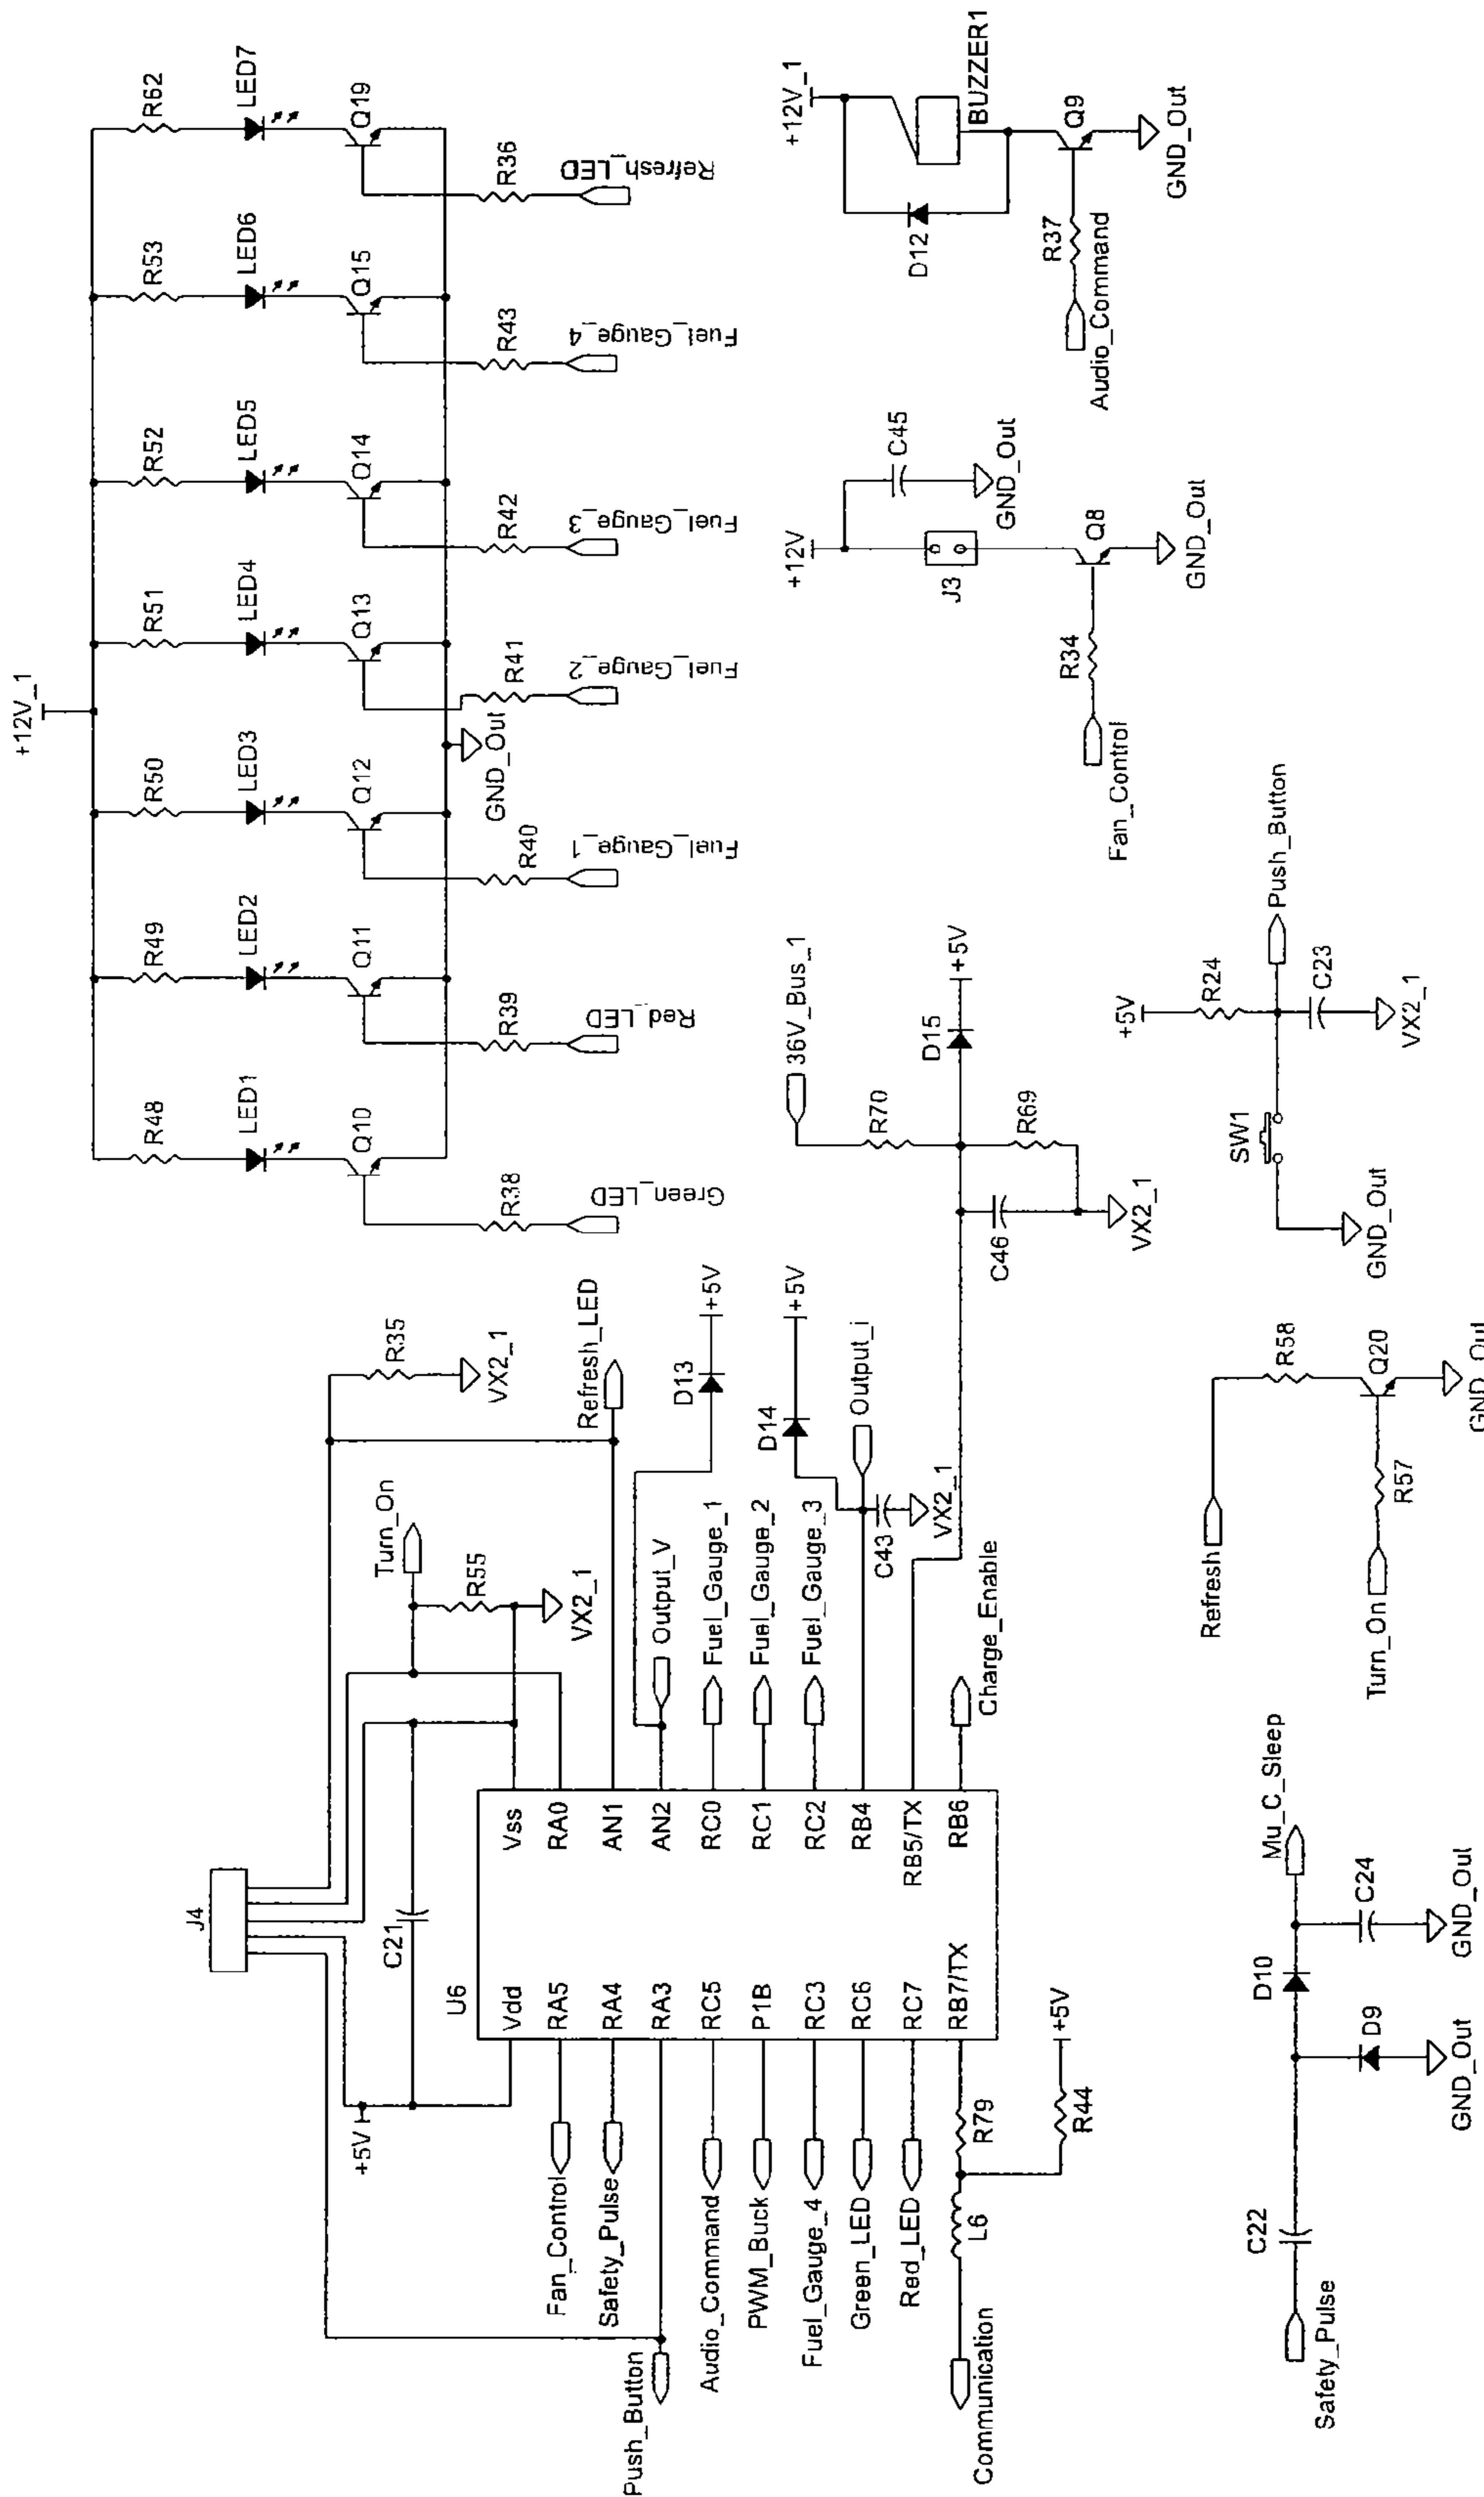 +12V_1
R48
R49
R50
R51
R52
R53
R62
LED1
LED2
LED3
LED4
LED5
LED6
LED7
Q10
Q11
Q12
Q13
Q14
Q15
Q19
R38
R39
R40
R41
R42
R43
R36
GND_Out
Green_LED
Red_LED
Fuel_Gauge_1
Fuel_Gauge_2
Fuel_Gauge_3
Fuel_Gauge_4
Refresh_LED
J4
U6
C21
+5V
Vdd
RA5
RA4
RA3
RC5
P1B
RC3
RC6
RC7
RB7/TX
Vss
RA0
AN1
AN2
RC0
RC1
RC2
RB4
RB5/TX
RB6
Fan_Control
Safety_Pulse
Push_Button
Audio_Command
PWM_Buck
Fuel_Gauge_4
Green_LED
Red_LED
R79
L6
R44
+5V
Communication
Turn_On
R55
VX2_1
R35
VX2_1
Refresh_LED
Output_V
D13
+5V
Fuel_Gauge_1
Fuel_Gauge_2
Fuel_Gauge_3
D14
+5V
Output_i
C43
VX2_1
Charge_Enable
36V_Bus_1
R70
D15
+5V
R69
C46
VX2_1
+12V
C45
GND_Out
J3
Q8
R34
Fan_Control
GND_Out
+12V_1
BUZZER1
D12
Q9
R37
Audio_Command
GND_Out
Safety_Pulse
C22
D10
D9
C24
Mu_C_Sleep
GND_Out
GND_Out
Refresh
R58
Q20
R57
Turn_On
GND_Out
+5V
R24
Push_Button
SW1
C23
VX2_1
GND_Out